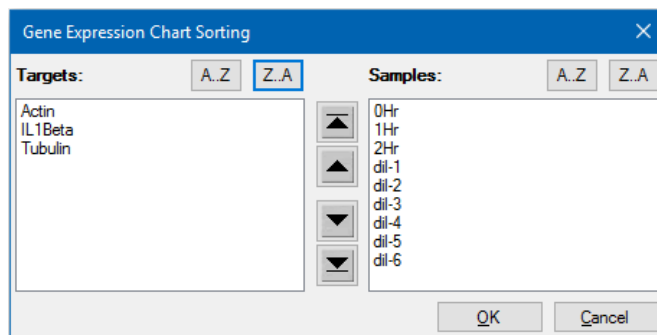 Gene Expression Chart Sorting
Targets:
A..Z
Z..A
Actin
IL1Beta
Tubulin
Samples:
A..Z
Z..A
0Hr
1Hr
2Hr
dil-1
dil-2
dil-3
dil-4
dil-5
dil-6
OK
Cancel